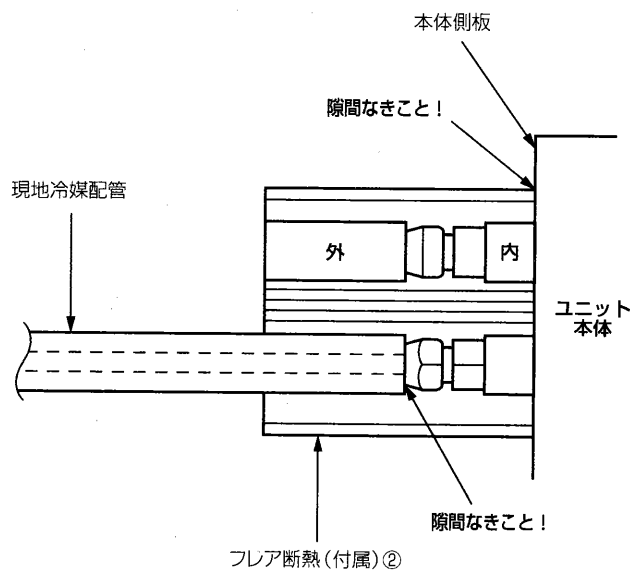 本体側板
隙間なきこと!
現地冷媒配管
外
内
ユニット
本体
隙間なきこと!
フレア断熱(付属)②